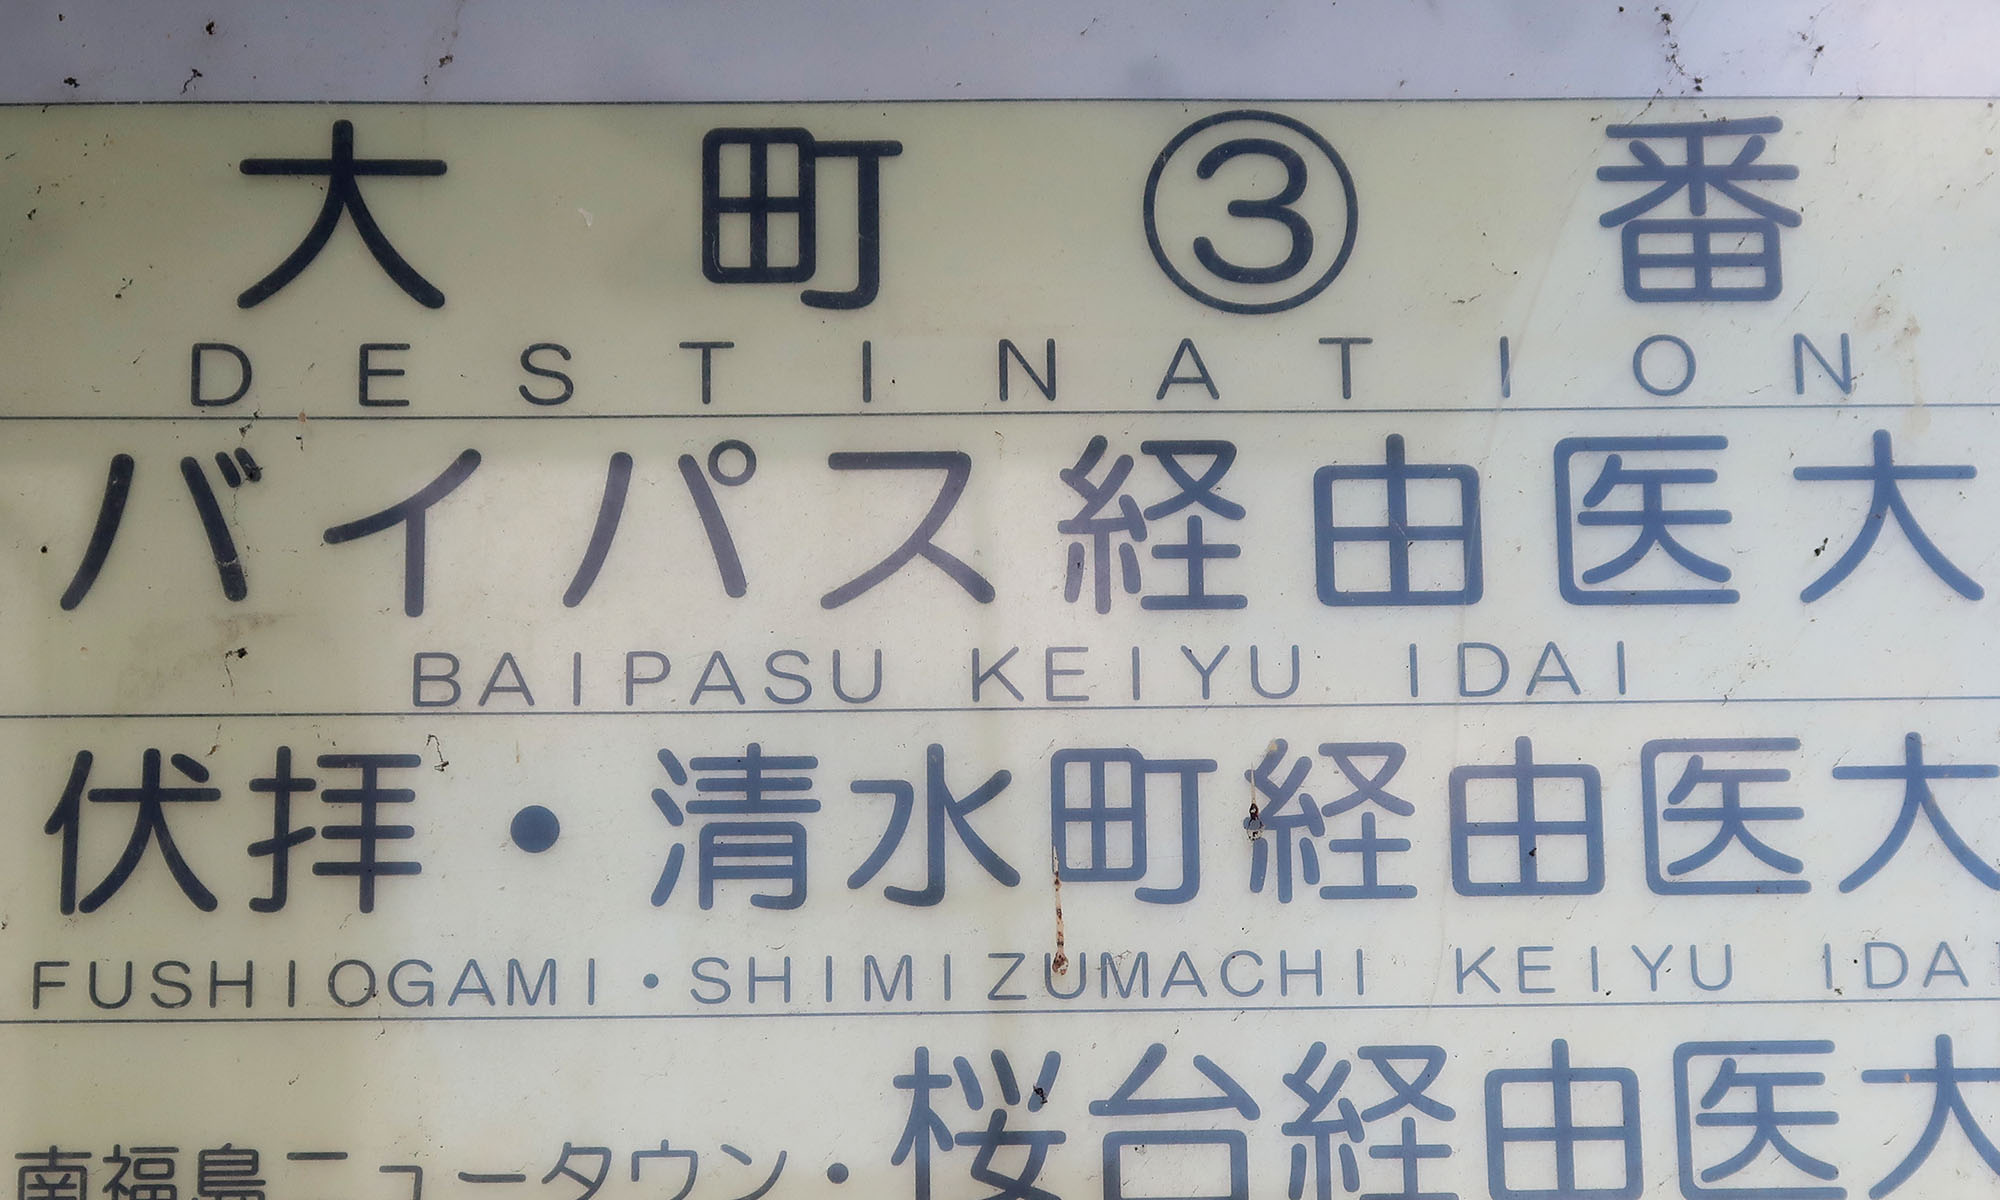 大町③番
DESTINATION
バイパス経由医大
BAIPASU KEIYU IDAI
伏拝・清水町経由医大
FUSHIOGAMI・SHIMIZUMACHI KEIYU IDA
南福島ニュータウン・桜台経由医大